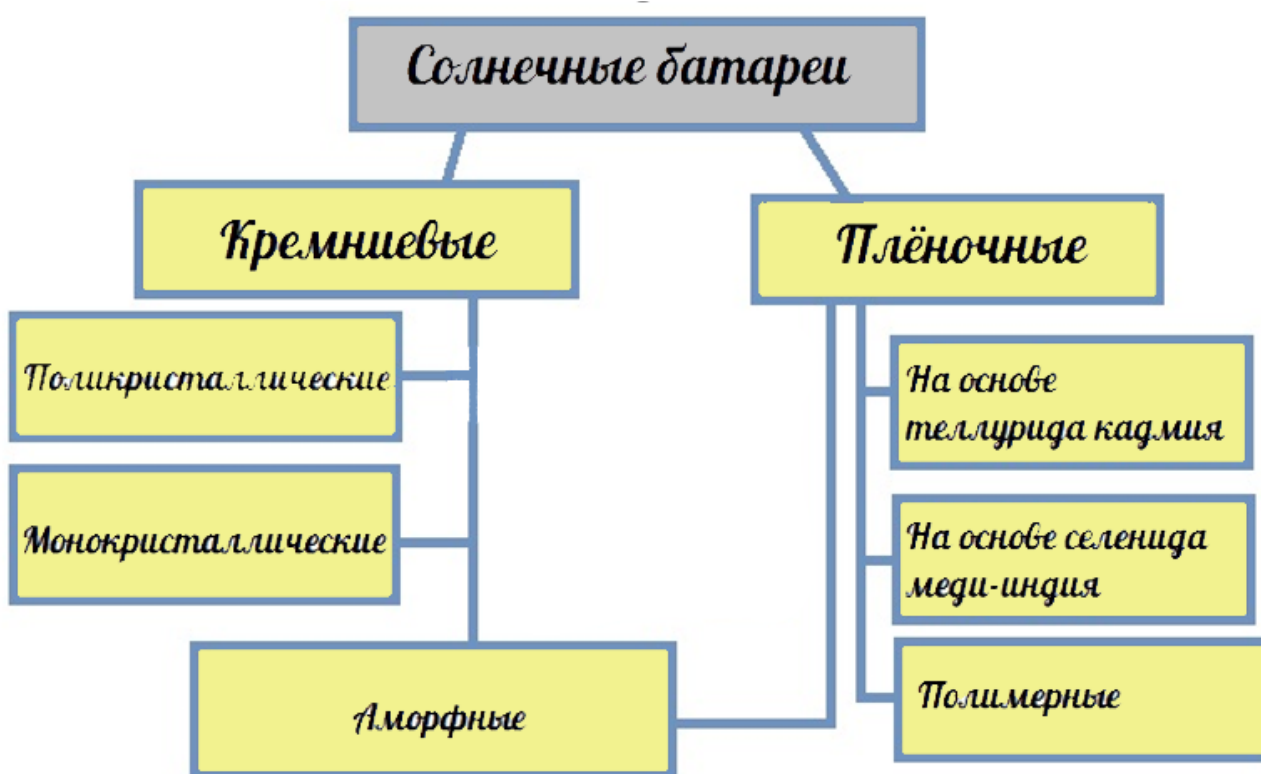 Солнечные батареи
Кремниевые
Плёночные
Поликристаллические
Монокристаллические
Аморфные
На основе
теллурида кадмия
На основе селенида
меди-индия
Полимерные